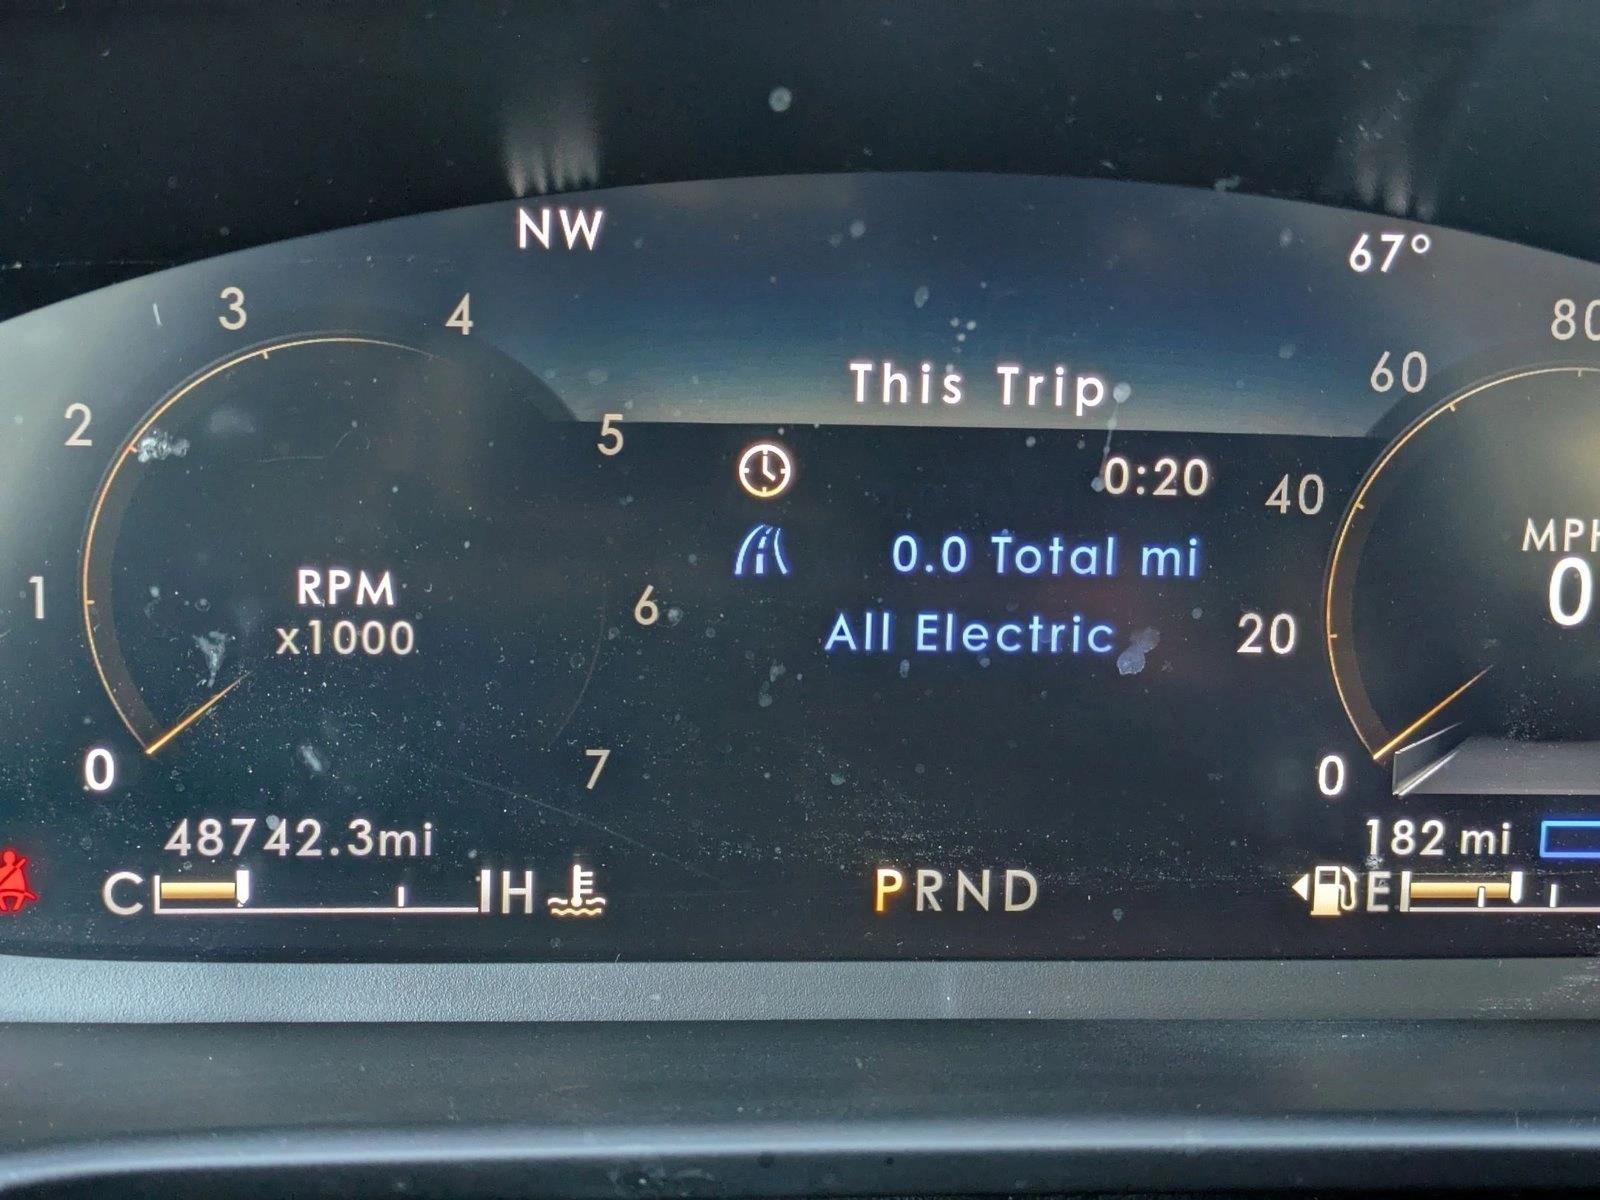 NW
67°
3
4
80
2
5
60
This Trip
0:20
40
1
RPM
x1000
6
0.0 Total mi
All Electric
20
MPH
0
0
7
0
48742.3mi
182 mi
C
H
PRND
E